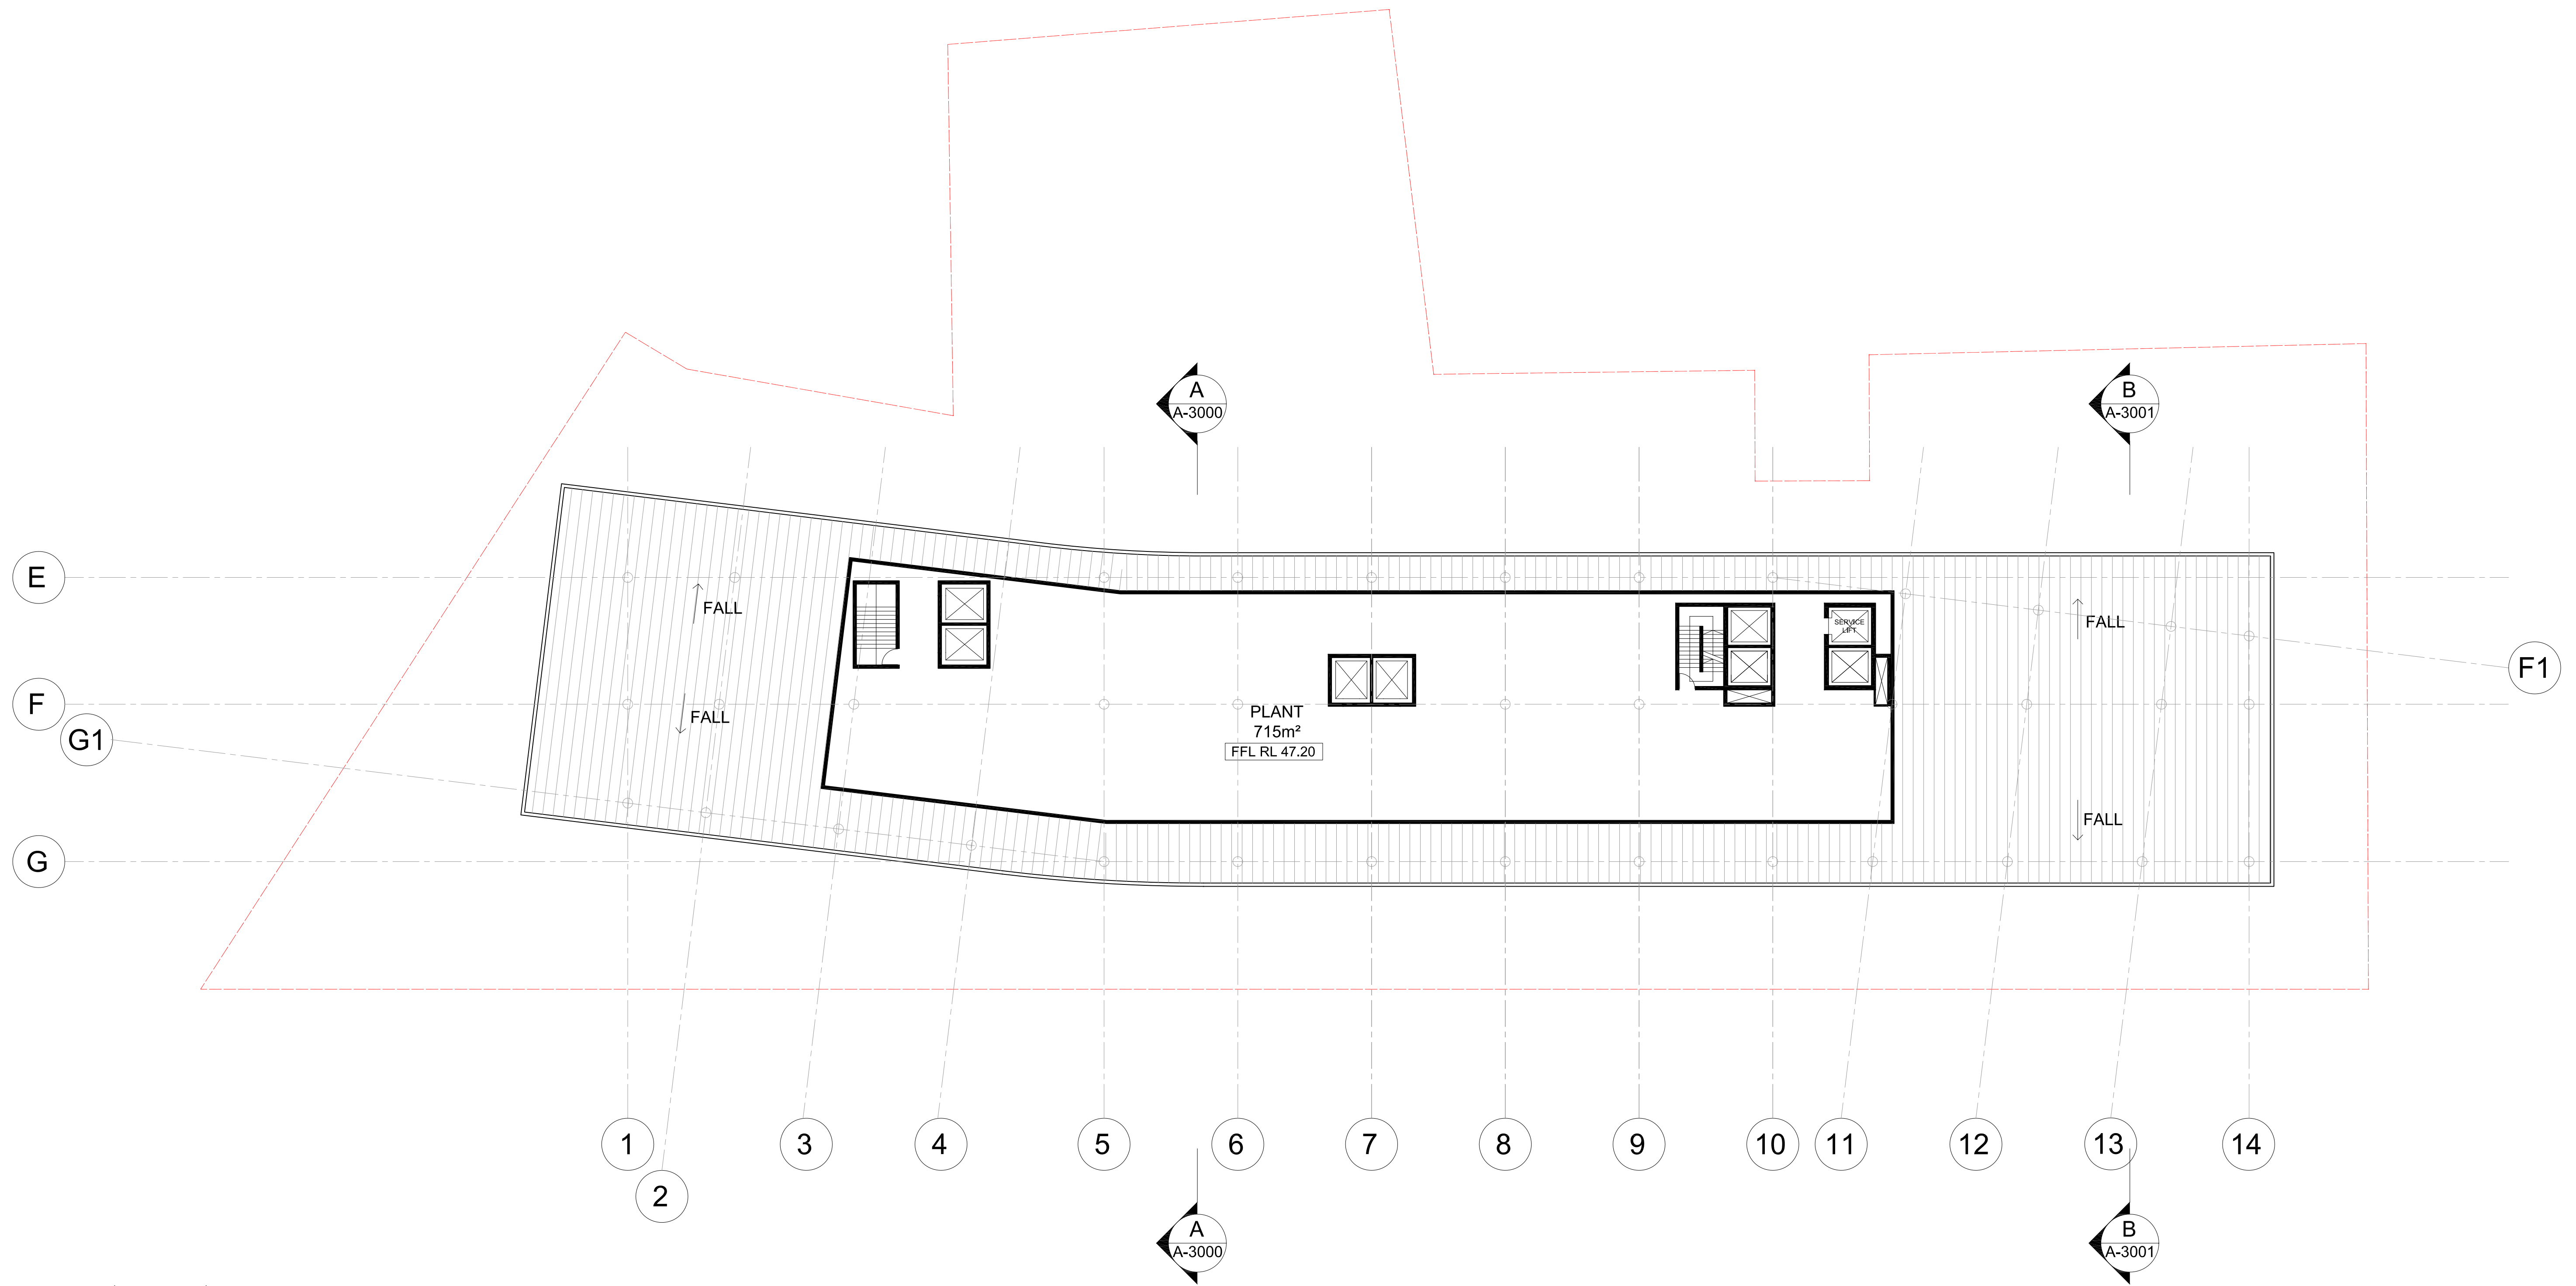 A
A-3000
B
A-3001
E
F
G1
G
F1
FALL
FALL
FALL
FALL
SERVICE
LIFT
PLANT
715m²
FFL RL 47.20
1
2
3
4
5
6
7
8
9
10
11
12
13
14
A
A-3000
B
A-3001